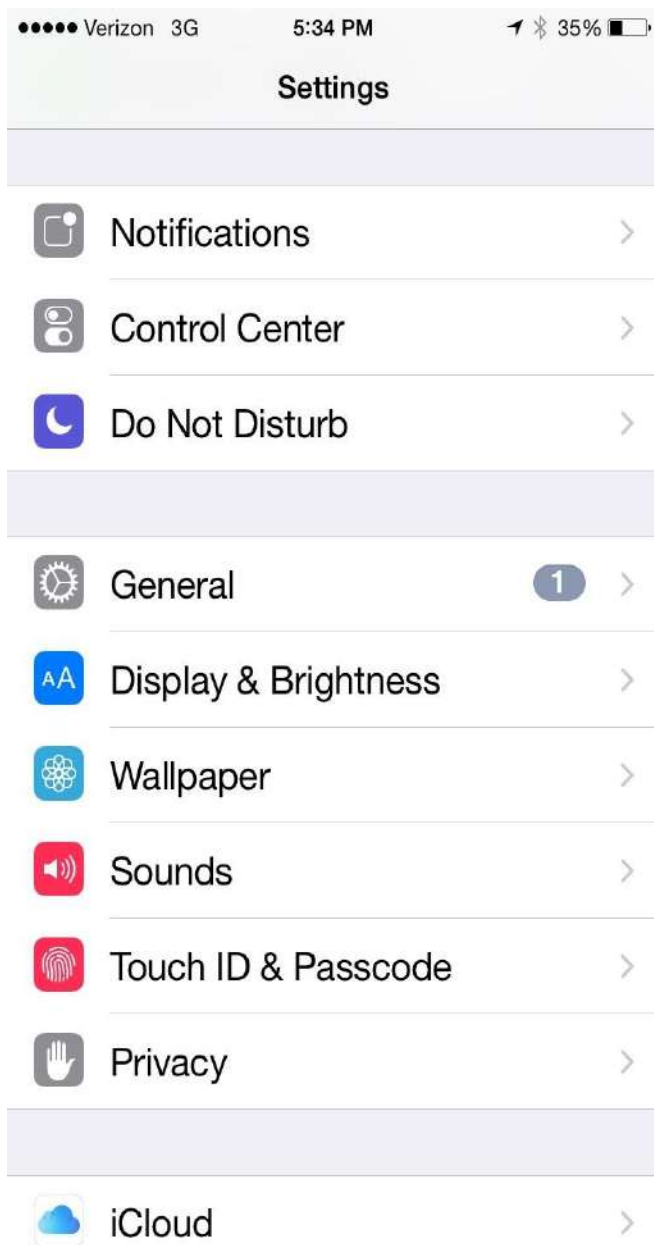 Verizon 3G 5:34 PM 35%
Settings
Notifications
Control Center
Do Not Disturb
General 1
AA Display & Brightness
Wallpaper
Sounds
Touch ID & Passcode
Privacy
iCloud